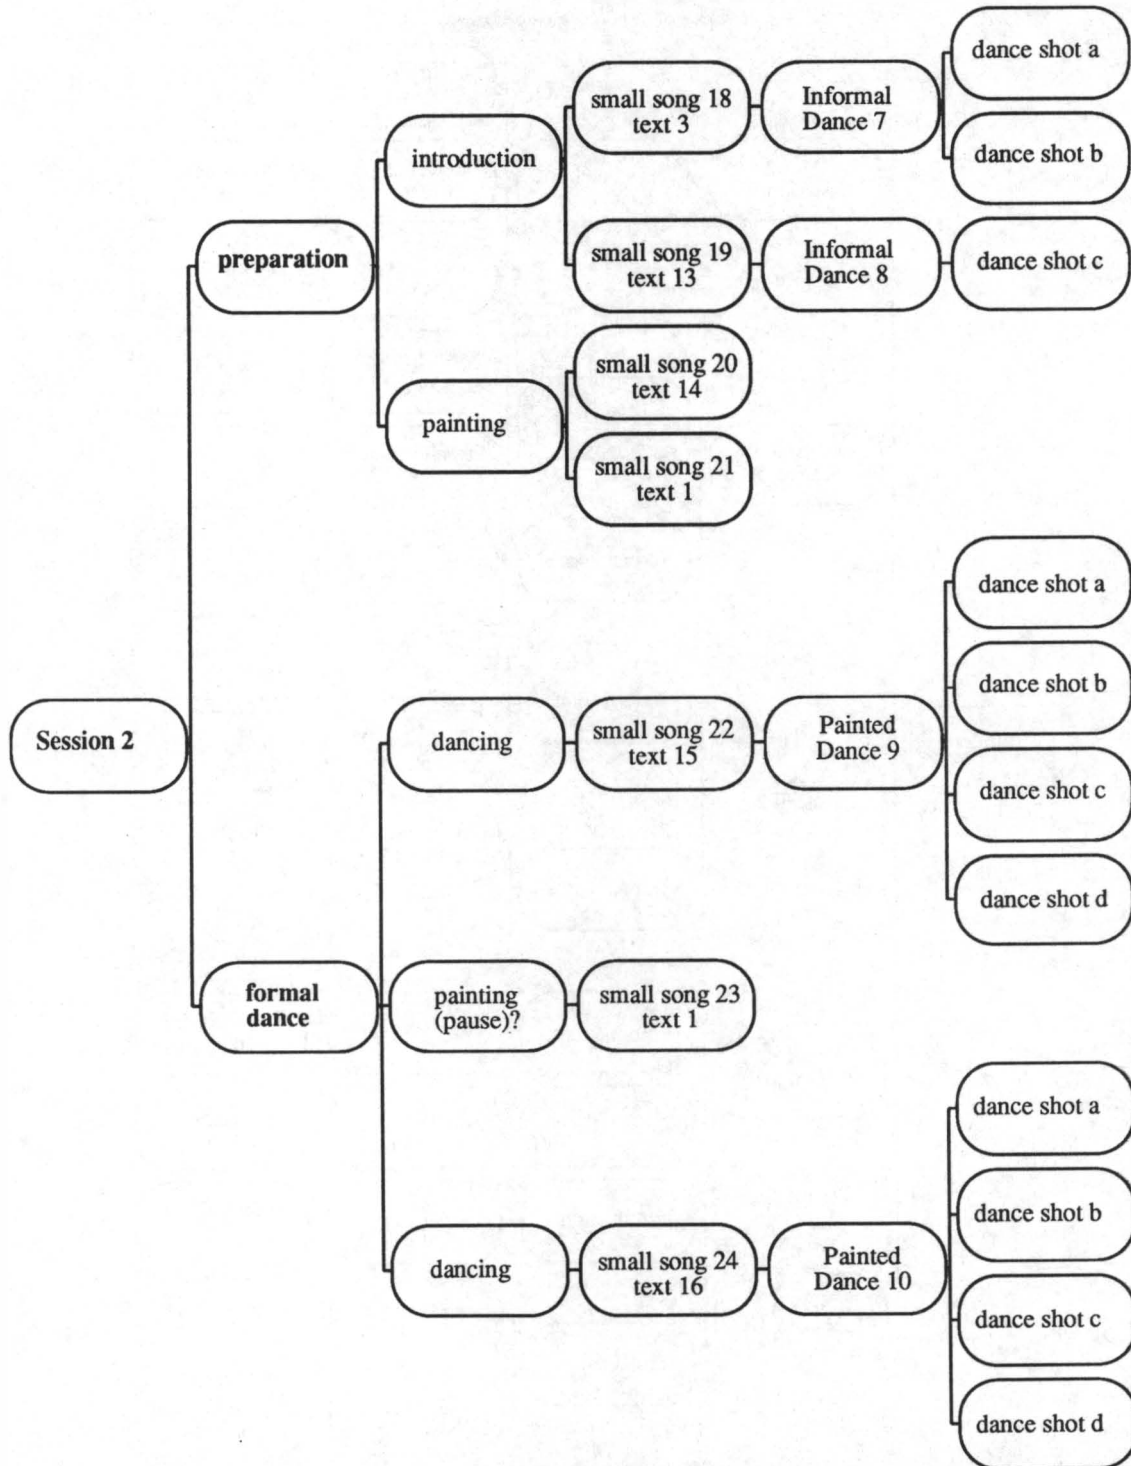 dance shot a
small song 18
text 3
Informal
Dance 7
introduction
dance shot b
preparation
small song 19
text 13
Informal
Dance 8
dance shot c
small song 20
text 14
painting
small song 21
text 1
dance shot a
dance shot b
Session 2
dancing
small song 22
text 15
Painted
Dance 9
dance shot c
dance shot d
formal
dance
painting
(pause)?
small song 23
text 1
dance shot a
dance shot b
dancing
small song 24
text 16
Painted
Dance 10
dance shot c
dance shot d